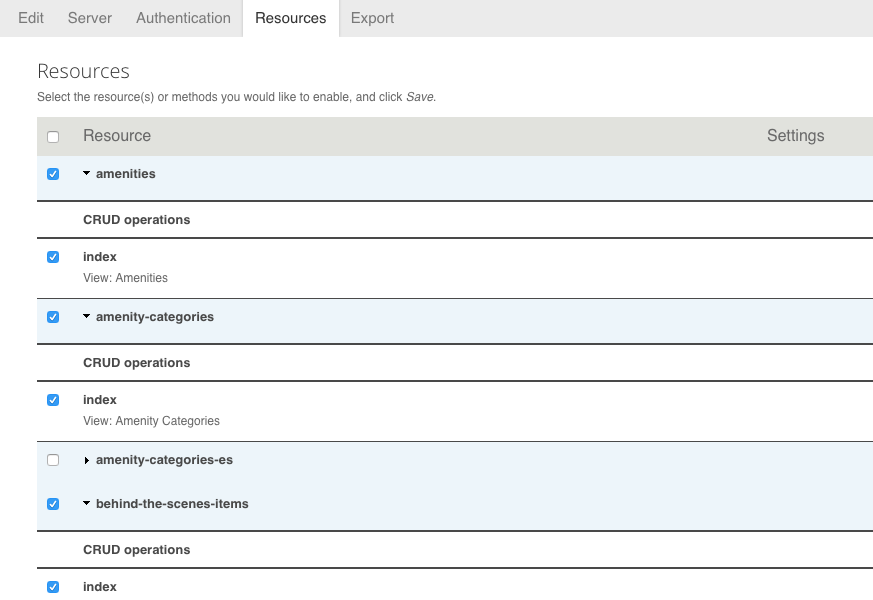 Edit Server Authentication Resources Export
Resources
Select the resource(s) or methods you would like to enable, and click Save.
Resource Settings
amenities
CRUD operations
index
View: Amenities
amenity-categories
CRUD operations
index
View: Amenity Categories
amenity-categories-es
behind-the-scenes-items
CRUD operations
index